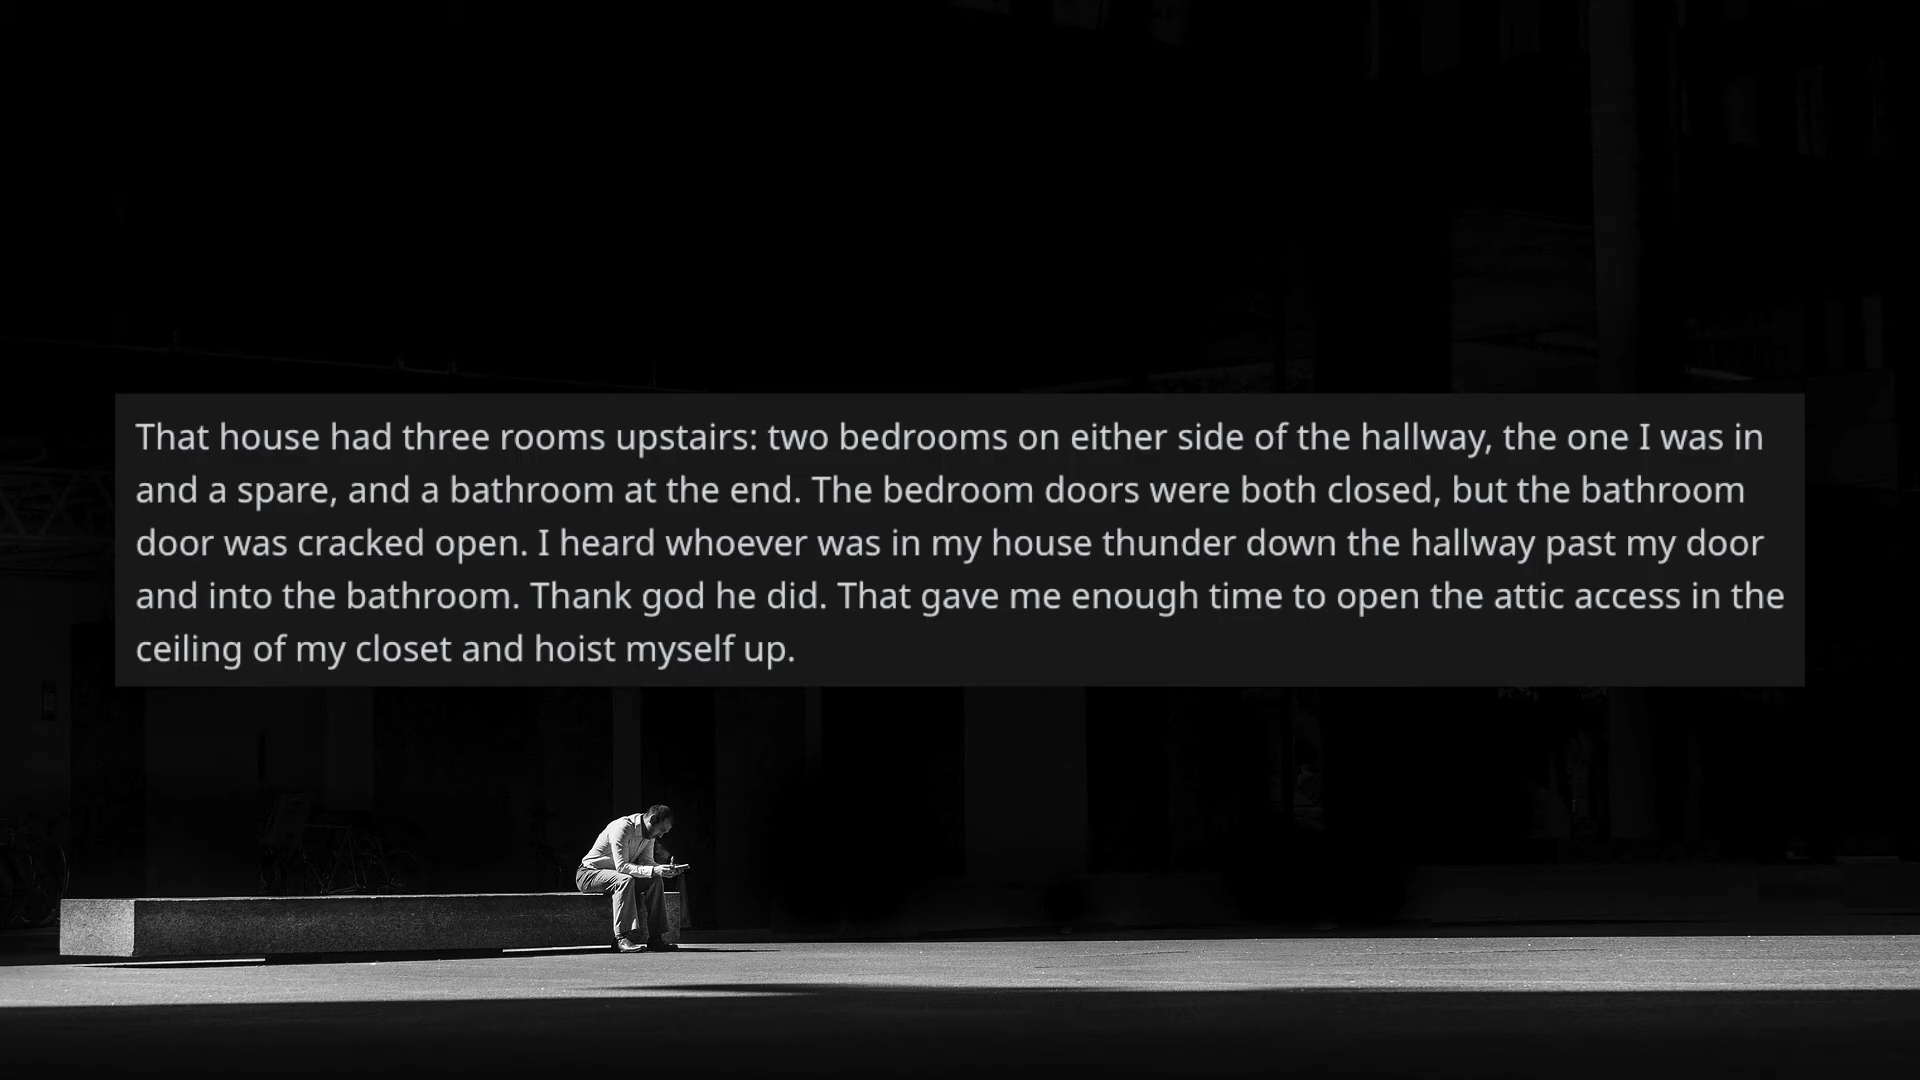 That house had three rooms upstairs: two bedrooms on either side of the hallway, the one I was in
and a spare, and a bathroom at the end. The bedroom doors were both closed, but the bathroom
door was cracked open. I heard whoever was in my house thunder down the hallway past my door
and into the bathroom. Thank god he did. That gave me enough time to open the attic access in the
ceiling of my closet and hoist myself up.